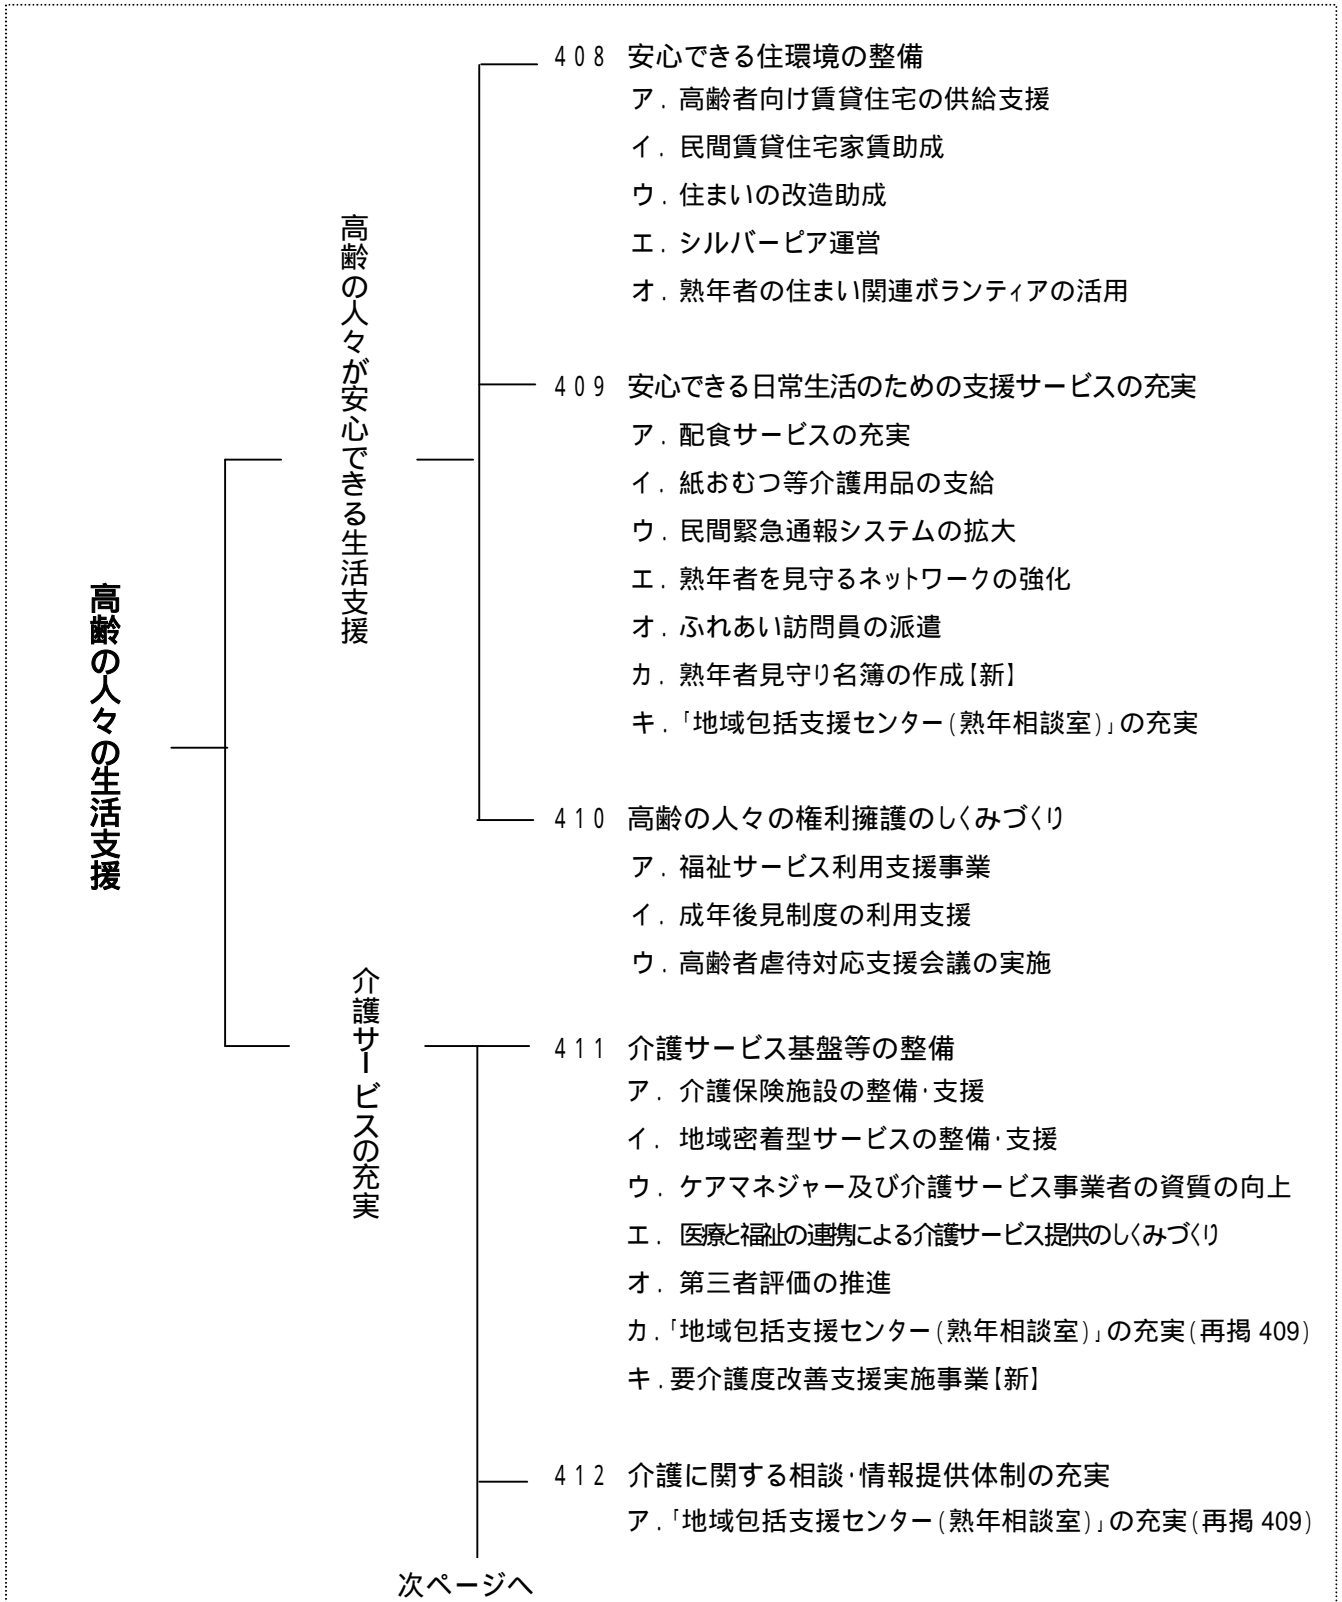 高齢の人々の生活支援
高齢の人々が安心できる生活支援
408 安心できる住環境の整備
ア．高齢者向け賃貸住宅の供給支援
イ．民間賃貸住宅家賃助成
ウ．住まいの改造助成
エ．シルバーピア運営
オ．熟年者の住まい関連ボランティアの活用
409 安心できる日常生活のための支援サービスの充実
ア．配食サービスの充実
イ．紙おむつ等介護用品の支給
ウ．民間緊急通報システムの拡大
エ．熟年者を見守るネットワークの強化
オ．ふれあい訪問員の派遣
カ．熟年者見守り名簿の作成【新】
キ．「地域包括支援センター(熟年相談室)」の充実
410 高齢の人々の権利擁護のしくみづくり
ア．福祉サービス利用支援事業
イ．成年後見制度の利用支援
ウ．高齢者虐待対応支援会議の実施
介護サービスの充実
411 介護サービス基盤等の整備
ア．介護保険施設の整備・支援
イ．地域密着型サービスの整備・支援
ウ．ケアマネジャー及び介護サービス事業者の資質の向上
エ．医療と福祉の連携による介護サービス提供のしくみづくり
オ．第三者評価の推進
カ．「地域包括支援センター(熟年相談室)」の充実(再掲 409)
キ．要介護度改善支援実施事業【新】
412 介護に関する相談・情報提供体制の充実
ア．「地域包括支援センター(熟年相談室)」の充実(再掲 409)
次ページへ